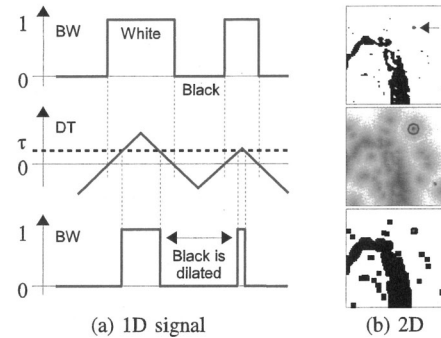 1
BW
White
0
Black
DT
τ
0
1
BW
Black is
dilated
0
(a) 1D signal
(b) 2D